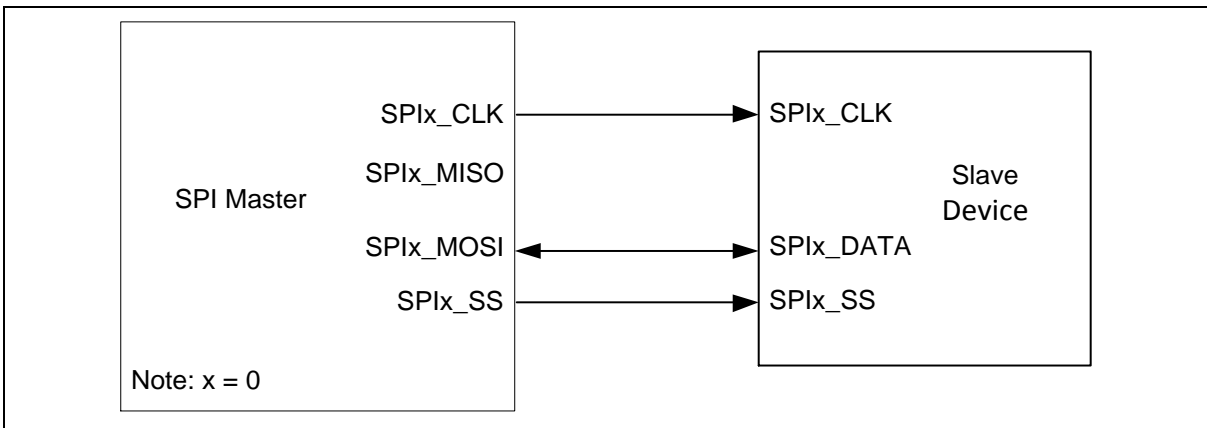 SPIx_CLK
SPIx_MISO
SPI Master
SPIx_MOSI
SPIx_SS
Note: x = 0
SPIx_CLK
Slave
Device
SPIx_DATA
SPIx_SS